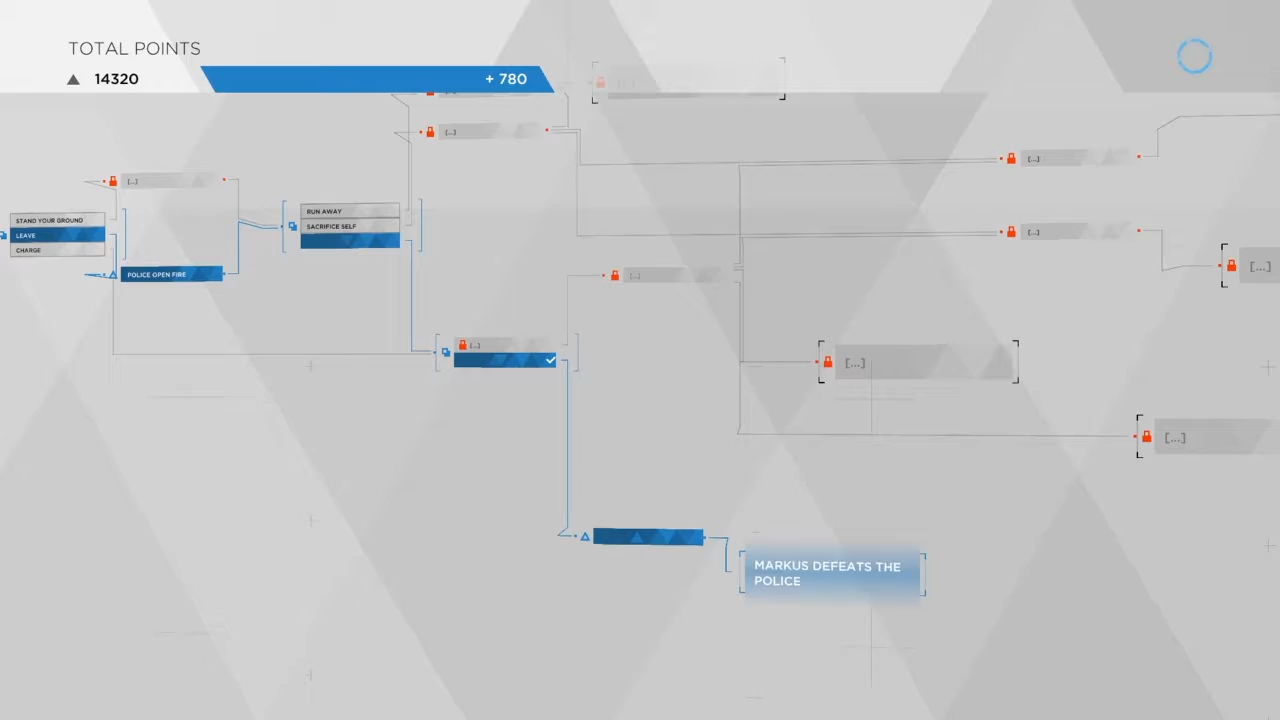 TOTAL POINTS
14320
+ 780
[...]
[...]
[...]
[...]
STAND YOUR GROUND
LEAVE
CHARGE
RUN AWAY
SACRIFICE SELF
[...]
[...]
POLICE OPEN FIRE
[...]
[...]
[...]
[...]
MARKUS DEFEATS THE
POLICE